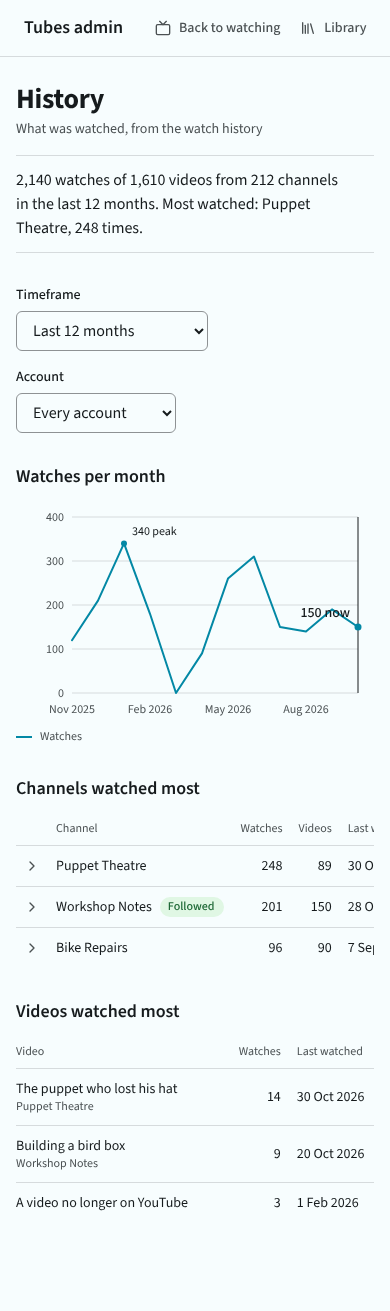 Tubes admin
Back to watching
Library
History
What was watched, from the watch history
2,140 watches of 1,610 videos from 212 channels
in the last 12 months. Most watched: Puppet
Theatre, 248 times.
Timeframe
Last 12 months
Account
Every account
Watches per month
400
340 peak
300
200
150 now
100
0
Nov 2025 Feb 2026 May 2026 Aug 2026
Watches
Channels watched most
Channel Watches Videos Last
Puppet Theatre 248 89 30
Workshop Notes Followed 201 150 28
Bike Repairs 96 90 7
Videos watched most
Video Watches Last watched
The puppet who lost his hat 14 30 Oct 2026
Puppet Theatre
Building a bird box 9 20 Oct 2026
Workshop Notes
A video no longer on YouTube 3 1 Feb 2026